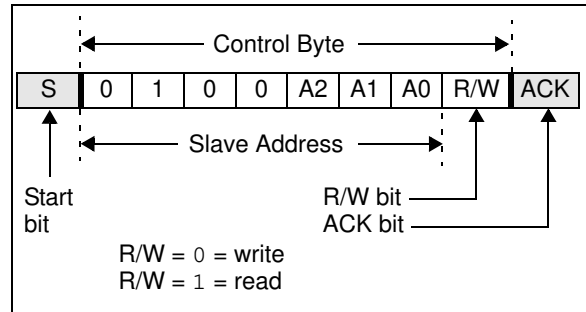 Control Byte
S 0 1 0 0 A2 A1 A0 R/W ACK
Slave Address
Start
bit
R/W bit
ACK bit
R/W = 0 = write
R/W = 1 = read